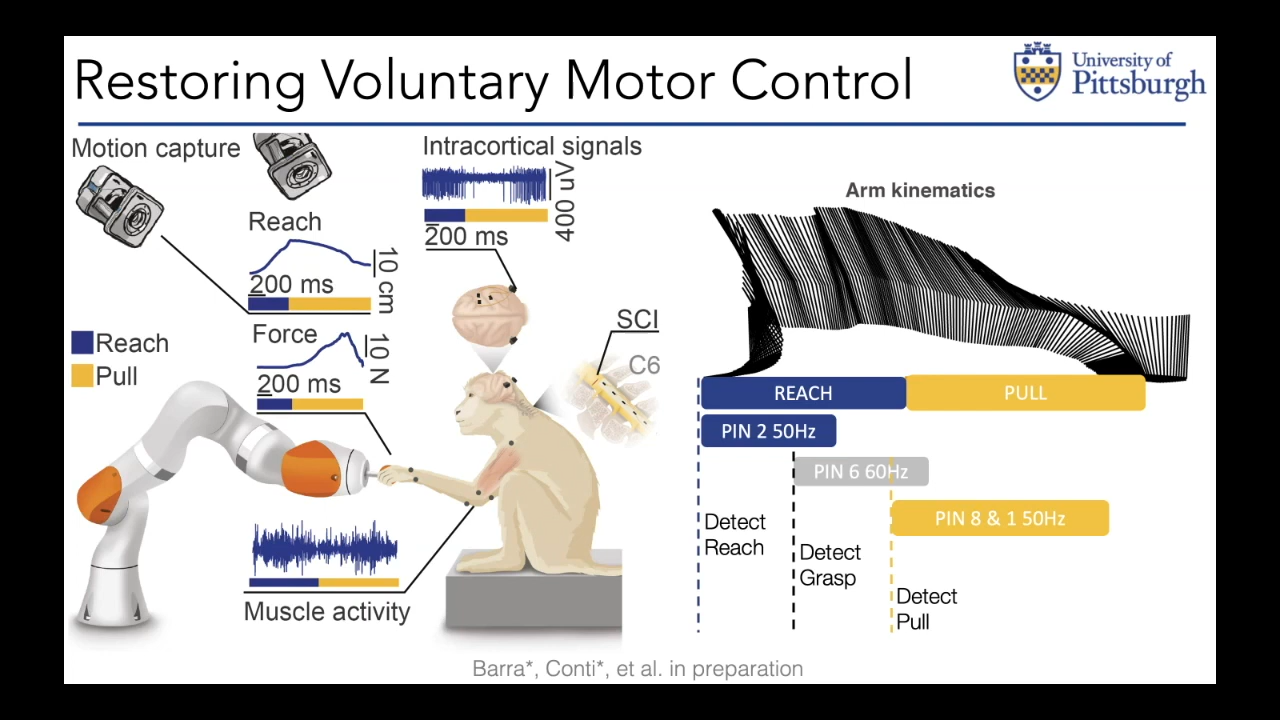 Restoring Voluntary Motor Control
University of
Pittsburgh
Motion capture
Reach
10 cm
200 ms
Intracortical signals
400 uV
200 ms
Force
10 N
200 ms
Reach
Pull
SCI
C6
Muscle activity
Arm kinematics
REACH
PULL
PIN 2 50Hz
PIN 6 60Hz
PIN 8 & 1 50Hz
Detect
Reach
Detect
Grasp
Detect
Pull
Barra*, Conti*, et al. in preparation